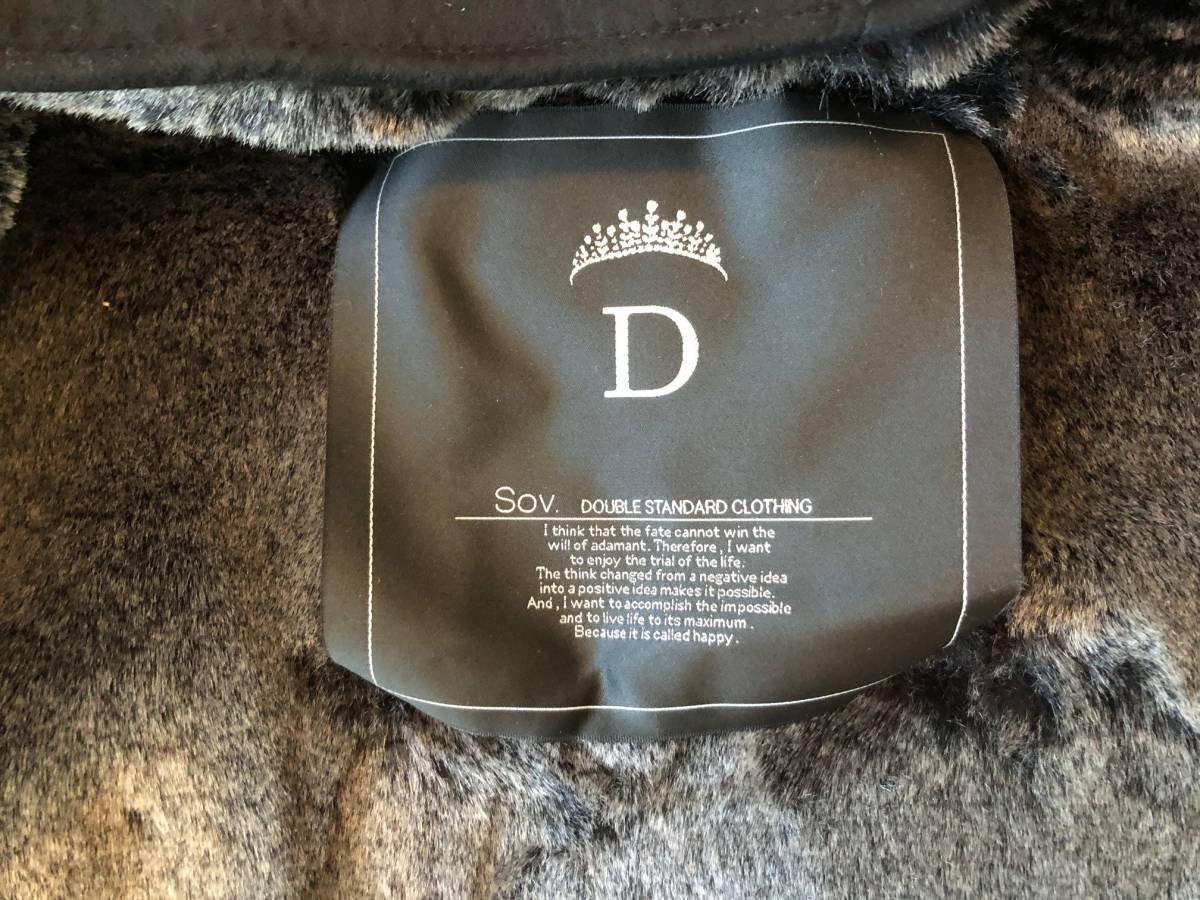 D
Sov. DOUBLE STANDARD CLOTHING
I think that the fate cannot win the
will of adamant. Therefore, I want
to enjoy the trial of the life.
The think changed from a negative idea
into a positive idea makes it possible.
And, I want to accomplish the impossible
and to live life to its maximum.
Because it is called happy.